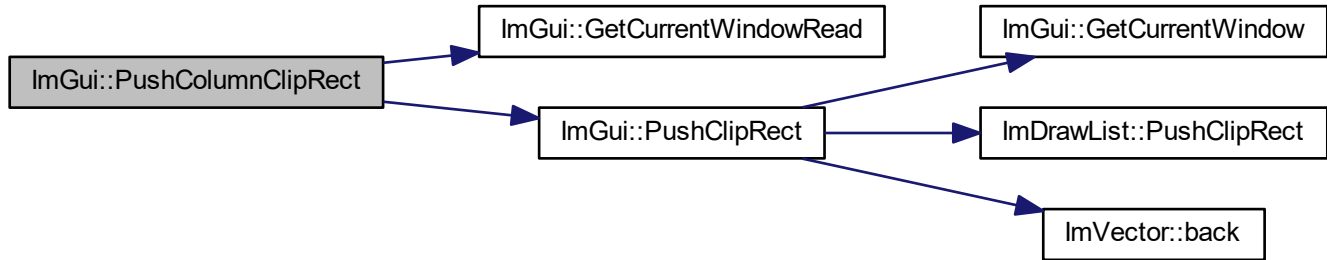 ImGui::PushColumnClipRect
ImGui::GetCurrentWindowRead
ImGui::PushClipRect
ImGui::GetCurrentWindow
ImDrawList::PushClipRect
ImVector::back